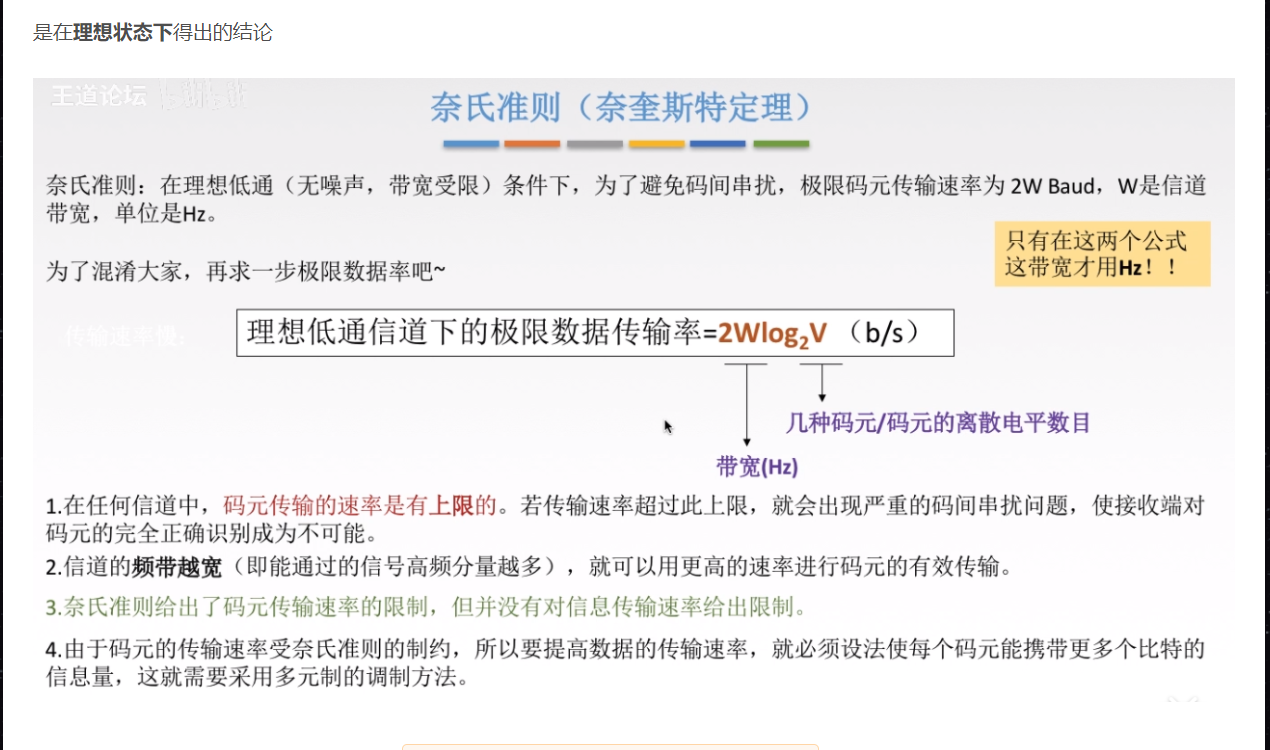 是在理想状态下得出的结论
王道论坛
奈氏准则（奈奎斯特定理）
奈氏准则：在理想低通（无噪声，带宽受限）条件下，为了避免码间串扰，极限码元传输速率为 2W Baud，W是信道
带宽，单位是Hz。
只有在这两个公式
这带宽才用Hz！！
为了混淆大家，再求一步极限数据率吧~
传输速率慢：
理想低通信道下的极限数据传输率=2Wlog₂V （b/s）
几种码元/码元的离散电平数目
带宽(Hz)
1.在任何信道中，码元传输的速率是有上限的。若传输速率超过此上限，就会出现严重的码间串扰问题，使接收端对
码元的完全正确识别成为不可能。
2.信道的频带越宽（即能通过的信号高频分量越多），就可以用更高的速率进行码元的有效传输。
3.奈氏准则给出了码元传输速率的限制，但并没有对信息传输速率给出限制。
4.由于码元的传输速率受奈氏准则的制约，所以要提高数据的传输速率，就必须设法使每个码元能携带更多个比特的
信息量，这就需要采用多元制的调制方法。